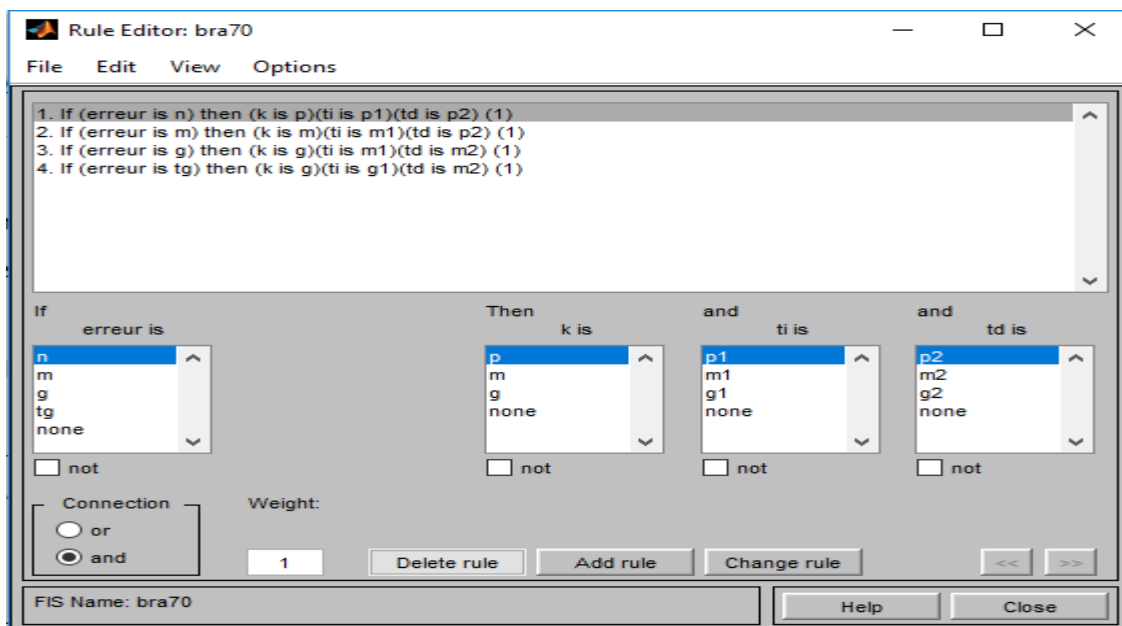 Rule Editor: bra70
File Edit View Options
1. If (erreur is n) then (k is p)(ti is p1)(td is p2) (1)
2. If (erreur is m) then (k is m)(ti is m1)(td is p2) (1)
3. If (erreur is g) then (k is g)(ti is m1)(td is m2) (1)
4. If (erreur is tg) then (k is g)(ti is g1)(td is m2) (1)
If Then and and
erreur is k is ti is td is
n p p1 p2
m m m1 m2
g g g1 g2
tg none none none
none
not not not not
Connection Weight:
or
and 1 Delete rule Add rule Change rule << >>
FIS Name: bra70 Help Close